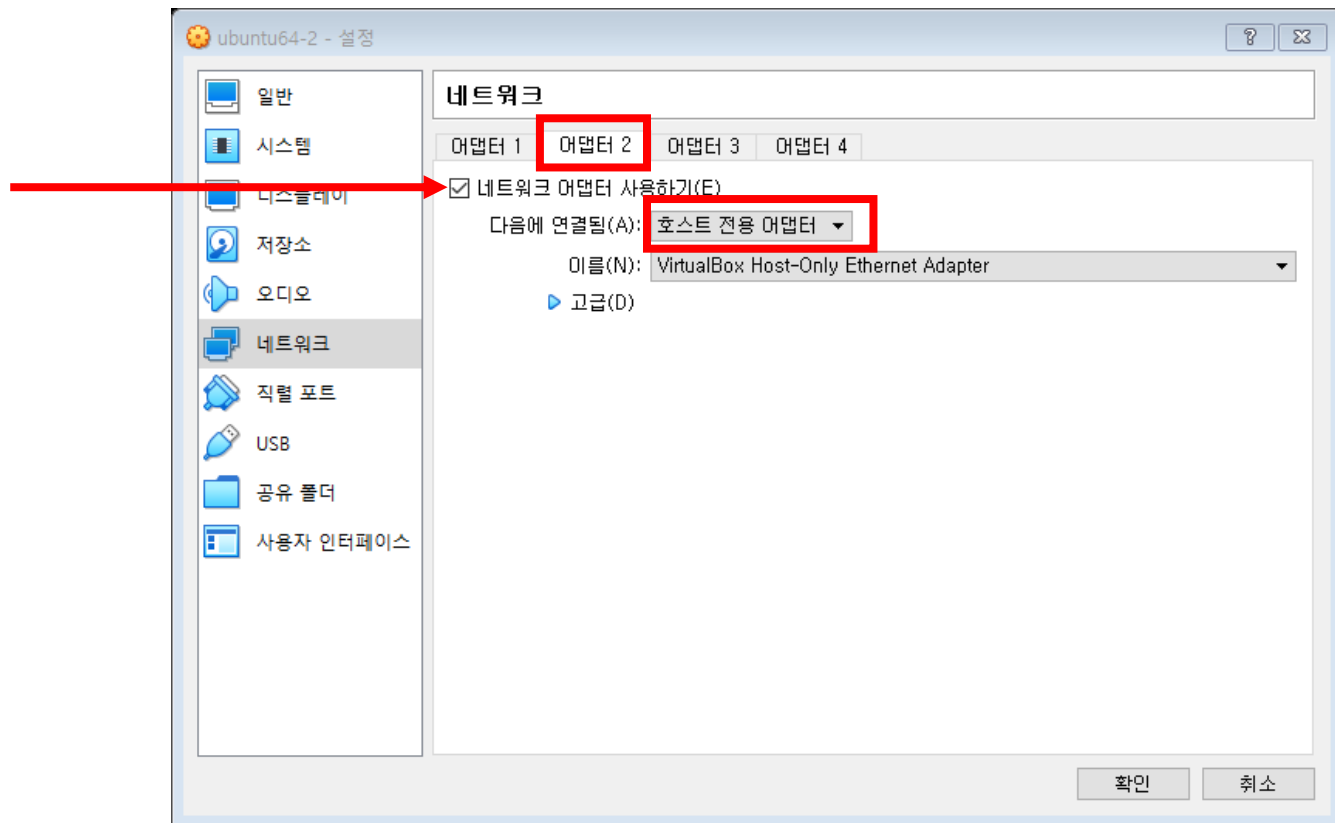 ubuntu64-2 - 설정
일반
시스템
디스플레이
저장소
오디오
네트워크
직렬 포트
USB
공유 폴더
사용자 인터페이스
네트워크
어댑터 1 어댑터 2 어댑터 3 어댑터 4
네트워크 어댑터 사용하기(E)
다음에 연결됨(A): 호스트 전용 어댑터
이름(N): VirtualBox Host-Only Ethernet Adapter
고급(D)
확인 취소